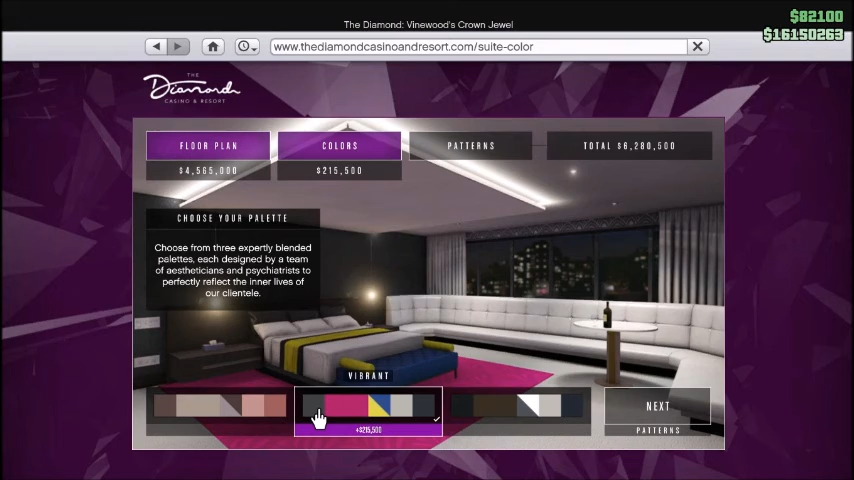 The Diamond: Vinewood's Crown Jewel
$82100
$16150263
www.thediamondcasinoandresort.com/suite-color
THE
Diamond
CASINO & RESORT
FLOOR PLAN
COLORS
PATTERNS
TOTAL $6,280,500
$4,565,000
$215,500
CHOOSE YOUR PALETTE
Choose from three expertly blended
palettes, each designed by a team
of aestheticians and psychiatrists to
perfectly reflect the inner lives of
our clientele.
VIBRANT
+$215,500
NEXT
PATTERNS